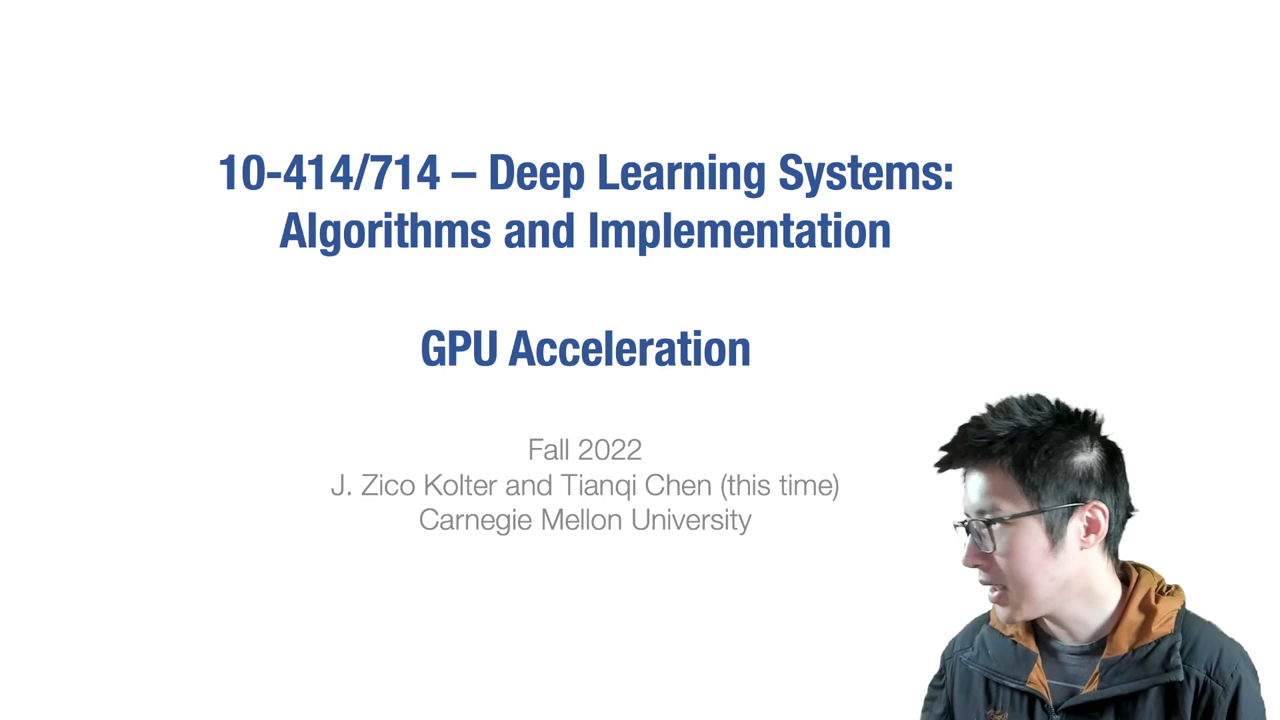 10-414/714 – Deep Learning Systems:
Algorithms and Implementation
GPU Acceleration
Fall 2022
J. Zico Kolter and Tianqi Chen (this time)
Carnegie Mellon University